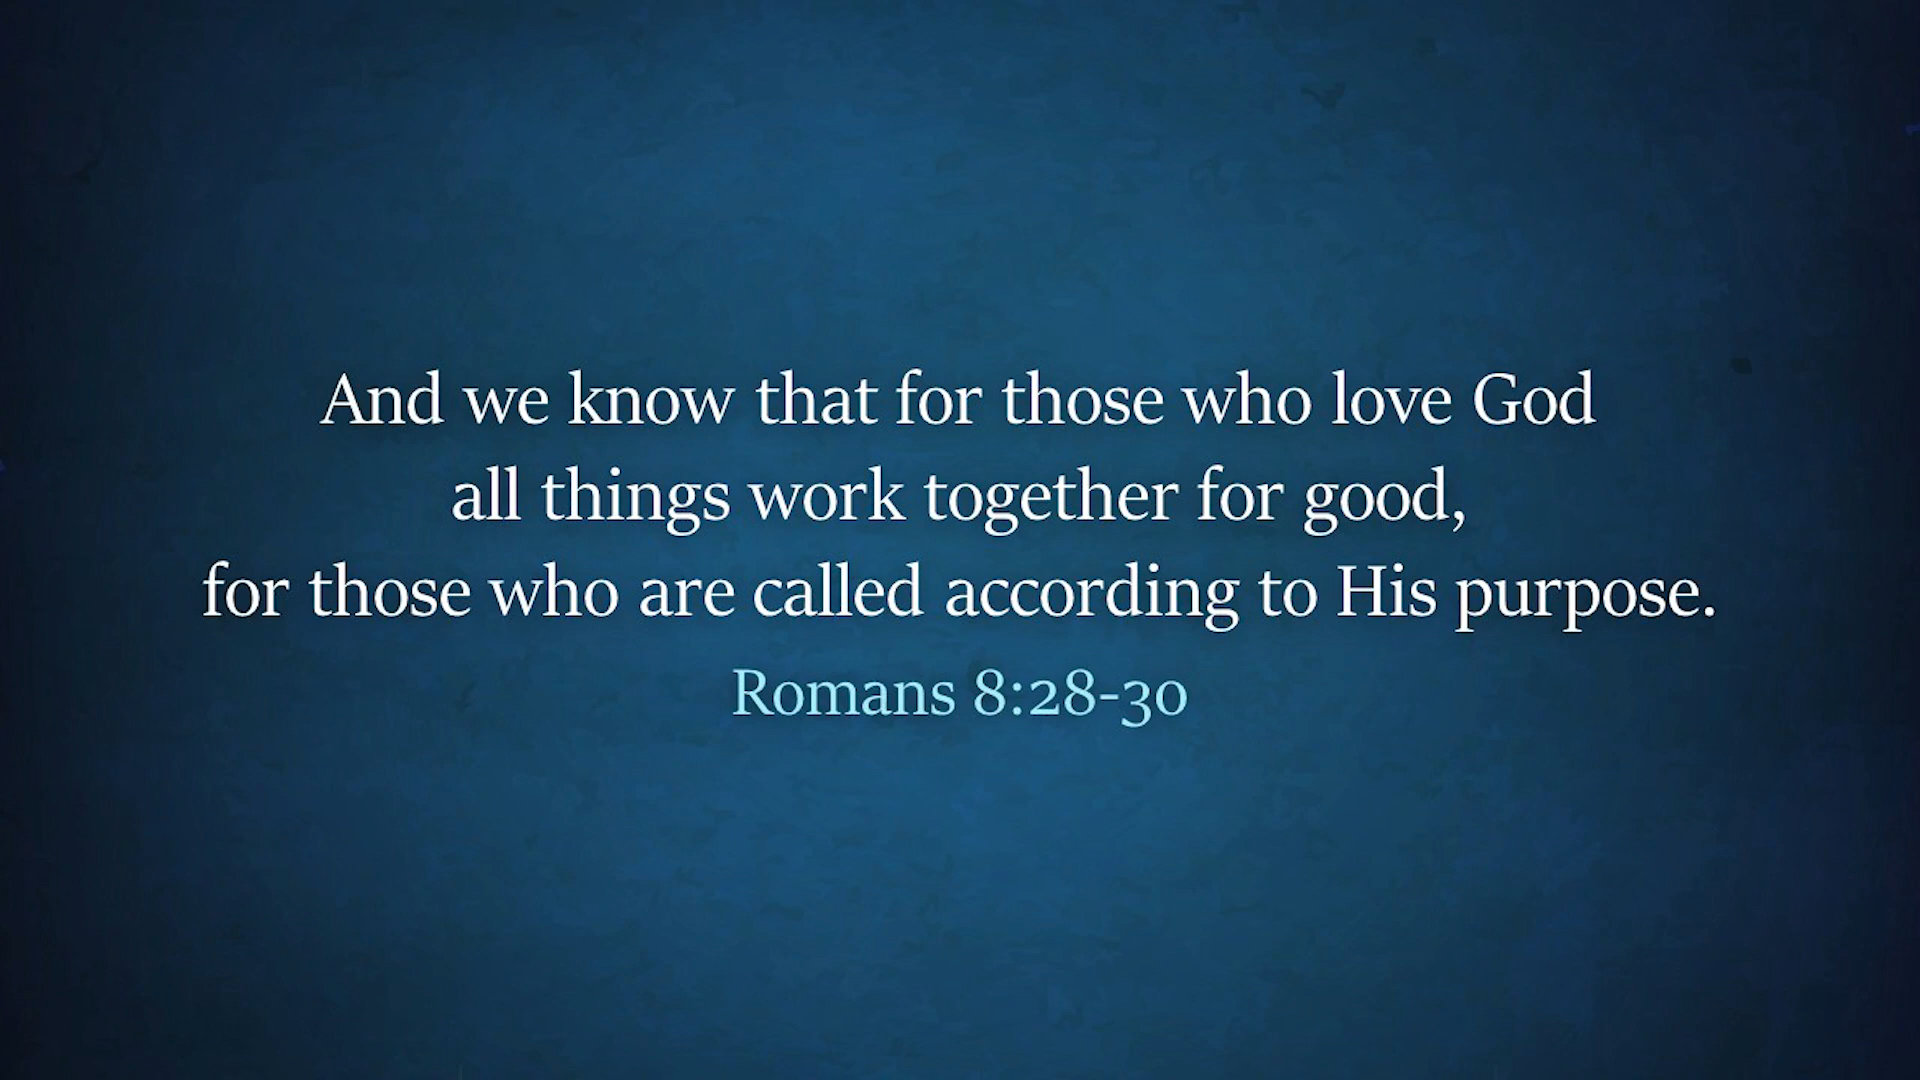 And we know that for those who love God
all things work together for good,
for those who are called according to His purpose.
Romans 8:28-30